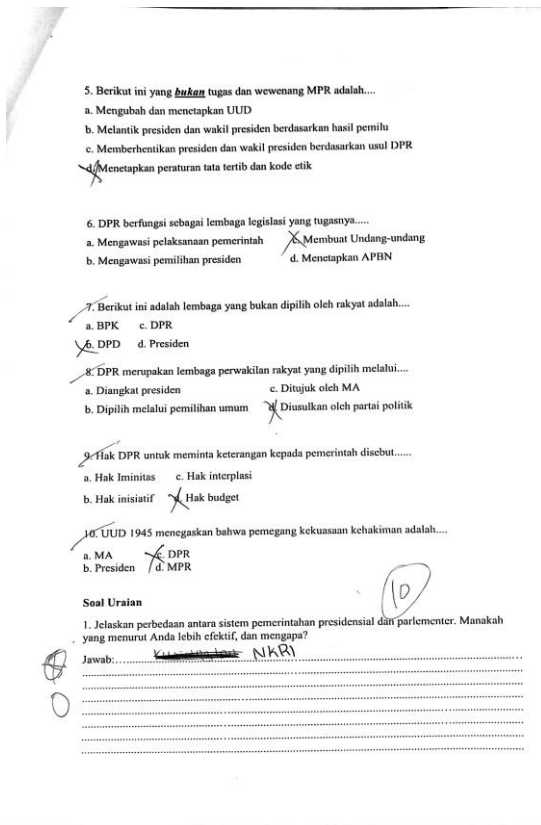 5. Berikut ini yang bukan tugas dan wewenang MPR adalah....
a. Mengubah dan menetapkan UUD
b. Melantik presiden dan wakil presiden berdasarkan hasil pemilu
c. Memberhentikan presiden dan wakil presiden berdasarkan usul DPR
d. Menetapkan peraturan tata tertib dan kode etik
6. DPR berfungsi sebagai lembaga legislasi yang tugasnya.....
a. Mengawasi pelaksanaan pemerintah c. Membuat Undang-undang
b. Mengawasi pemilihan presiden d. Menetapkan APBN
7. Berikut ini adalah lembaga yang bukan dipilih oleh rakyat adalah....
a. BPK c. DPR
b. DPD d. Presiden
8. DPR merupakan lembaga perwakilan rakyat yang dipilih melalui....
a. Diangkat presiden c. Ditujuk oleh MA
b. Dipilih melalui pemilihan umum d. Diusulkan oleh partai politik
9. Hak DPR untuk meminta keterangan kepada pemerintah disebut......
a. Hak Iminitas c. Hak interplasi
b. Hak inisiatif d. Hak budget
10. UUD 1945 menegaskan bahwa pemegang kekuasaan kehakiman adalah....
a. MA c. DPR
b. Presiden d. MPR
10
Soal Uraian
1. Jelaskan perbedaan antara sistem pemerintahan presidensial dan parlementer. Manakah
yang menurut Anda lebih efektif, dan mengapa?
Jawab: NKRI
0